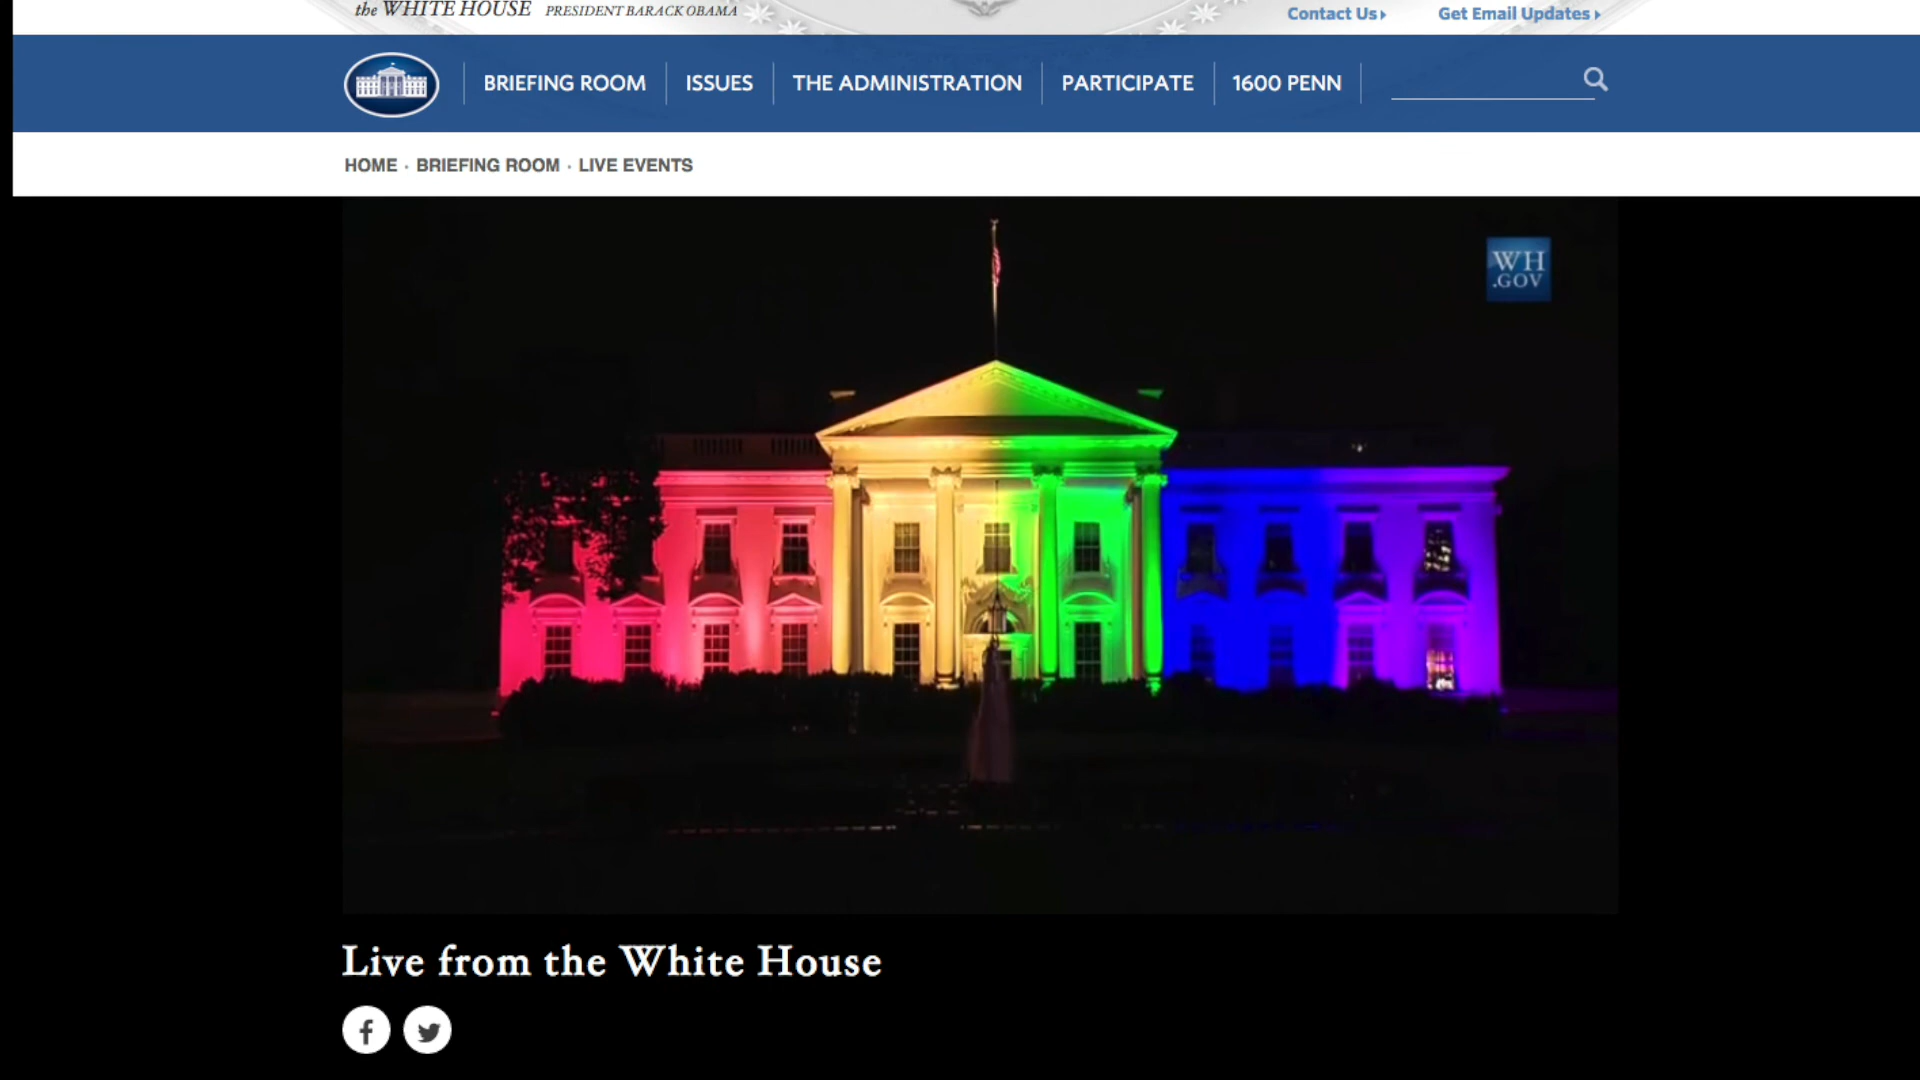 the WHITE HOUSE PRESIDENT BARACK OBAMA
Contact Us Get Email Updates
BRIEFING ROOM ISSUES THE ADMINISTRATION PARTICIPATE 1600 PENN
HOME · BRIEFING ROOM · LIVE EVENTS
WH
.GOV
Live from the White House